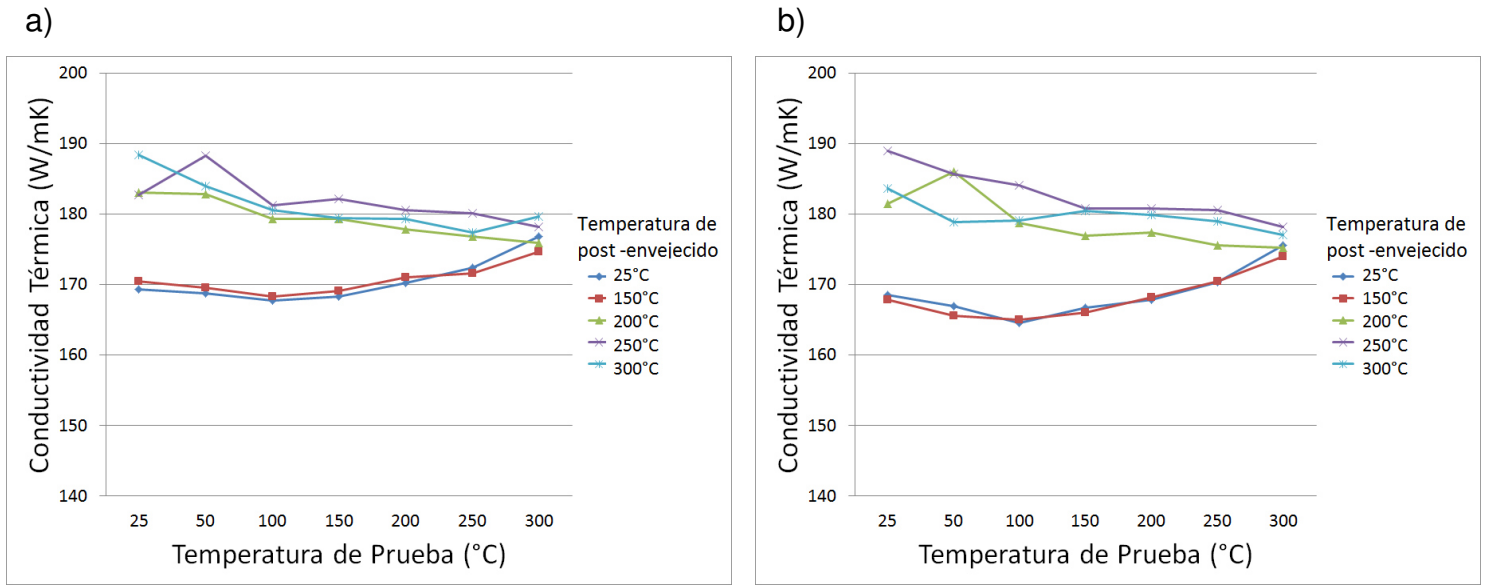 a)
200
190
180
170
160
150
140
Conductividad Térmica (W/mK)
25 50 100 150 200 250 300
Temperatura de Prueba (°C)
Temperatura de
post -envejecido
25°C
150°C
200°C
250°C
300°C
b)
200
190
180
170
160
150
140
Conductividad Térmica (W/mK)
25 50 100 150 200 250 300
Temperatura de Prueba (°C)
Temperatura de
post -envejecido
25°C
150°C
200°C
250°C
300°C